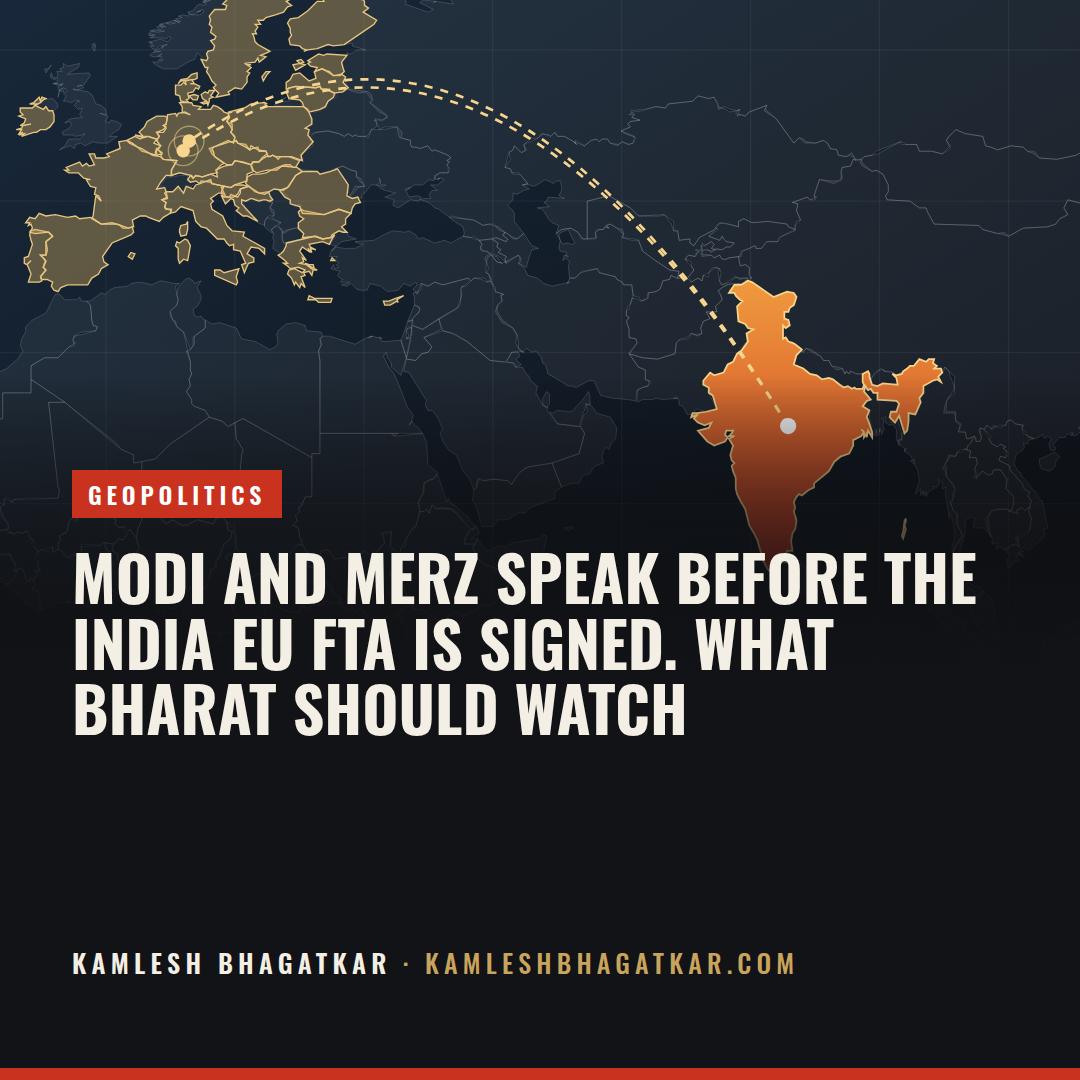 GEOPOLITICS
MODI AND MERZ SPEAK BEFORE THE
INDIA EU FTA IS SIGNED. WHAT
BHARAT SHOULD WATCH
KAMLESH BHAGATKAR · KAMLESHBHAGATKAR.COM